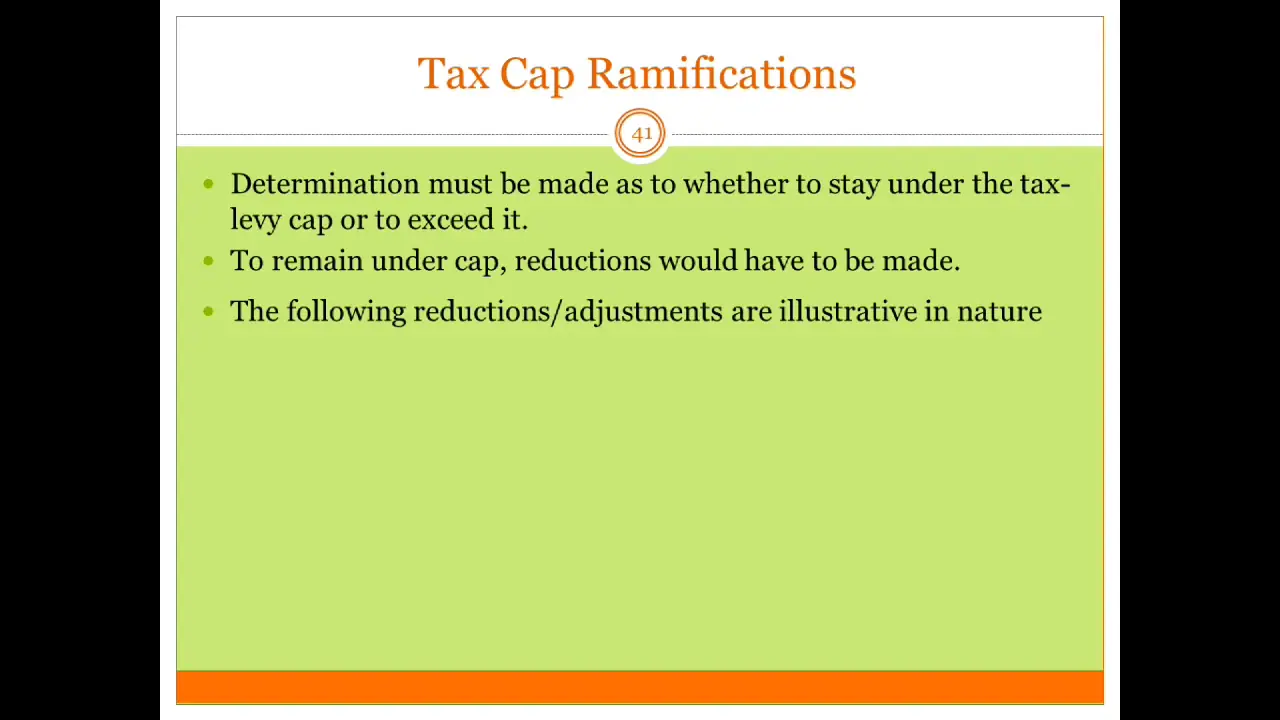 Tax Cap Ramifications
41
• Determination must be made as to whether to stay under the tax-
levy cap or to exceed it.
• To remain under cap, reductions would have to be made.
• The following reductions/adjustments are illustrative in nature